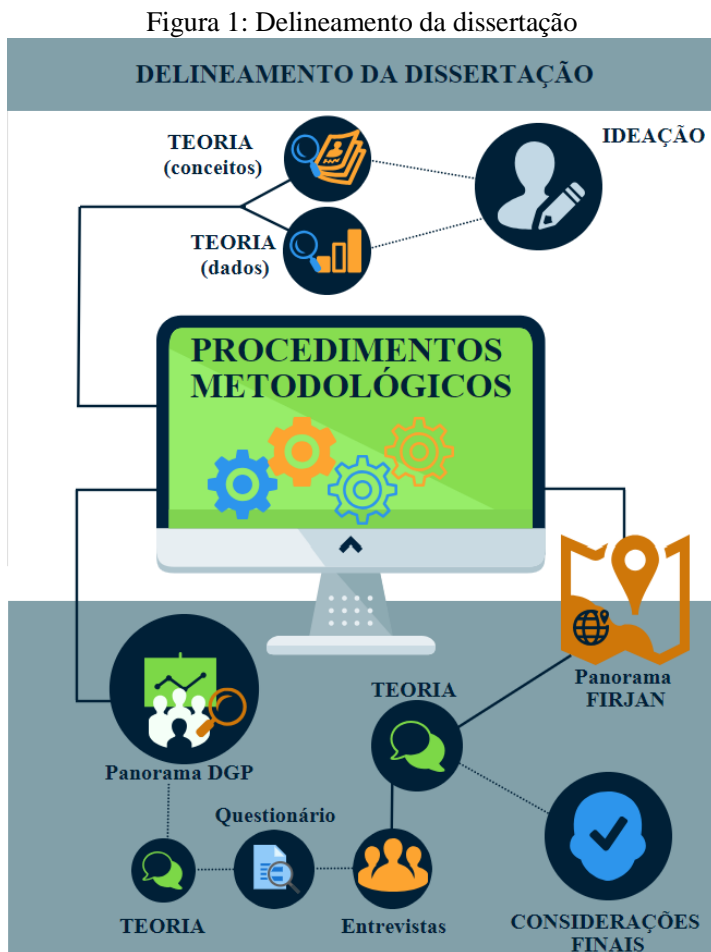 Figura 1: Delineamento da dissertação
DELINEAMENTO DA DISSERTAÇÃO
TEORIA
(conceitos)
IDEAÇÃO
TEORIA
(dados)
PROCEDIMENTOS
METODOLÓGICOS
Panorama
FIRJAN
TEORIA
Panorama DGP
Questionário
TEORIA
Entrevistas
CONSIDERAÇÕES
FINAIS